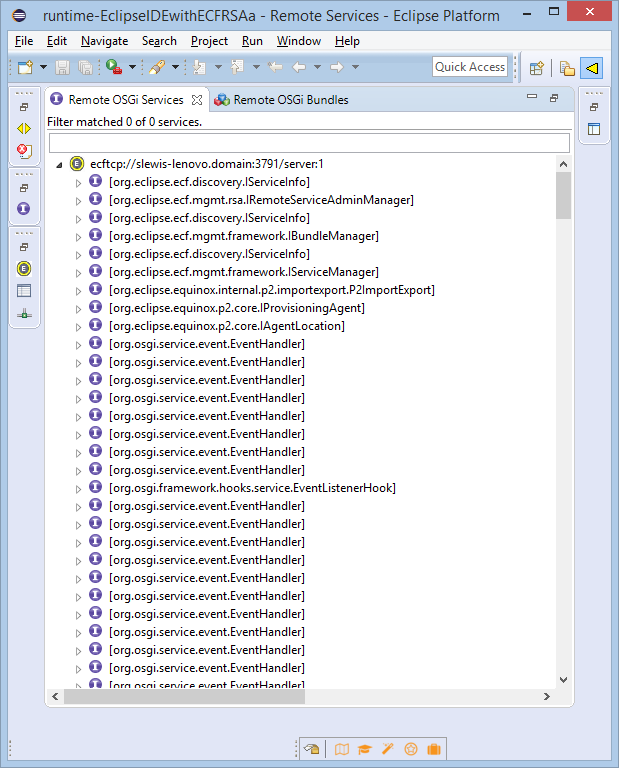 runtime-EclipseIDEwithECFRSAa - Remote Services - Eclipse Platform
File Edit Navigate Search Project Run Window Help
Quick Access
Remote OSGi Services Remote OSGi Bundles
Filter matched 0 of 0 services.
ecftcp://slewis-lenovo.domain:3791/server:1
[org.eclipse.ecf.discovery.IServiceInfo]
[org.eclipse.ecf.mgmt.rsa.IRemoteServiceAdminManager]
[org.eclipse.ecf.discovery.IServiceInfo]
[org.eclipse.ecf.mgmt.framework.IBundleManager]
[org.eclipse.ecf.discovery.IServiceInfo]
[org.eclipse.ecf.mgmt.framework.IServiceManager]
[org.eclipse.equinox.internal.p2.importexport.P2ImportExport]
[org.eclipse.equinox.p2.core.IProvisioningAgent]
[org.eclipse.equinox.p2.core.IAgentLocation]
[org.osgi.service.event.EventHandler]
[org.osgi.service.event.EventHandler]
[org.osgi.service.event.EventHandler]
[org.osgi.service.event.EventHandler]
[org.osgi.service.event.EventHandler]
[org.osgi.service.event.EventHandler]
[org.osgi.service.event.EventHandler]
[org.osgi.service.event.EventHandler]
[org.osgi.framework.hooks.service.EventListenerHook]
[org.osgi.service.event.EventHandler]
[org.osgi.service.event.EventHandler]
[org.osgi.service.event.EventHandler]
[org.osgi.service.event.EventHandler]
[org.osgi.service.event.EventHandler]
[org.osgi.service.event.EventHandler]
[org.osgi.service.event.EventHandler]
[org.osgi.service.event.EventHandler]
[org.osgi.service.event.EventHandler]
[org.osgi.service.event.EventHandler]
[org.osgi.service.event.EventHandler]